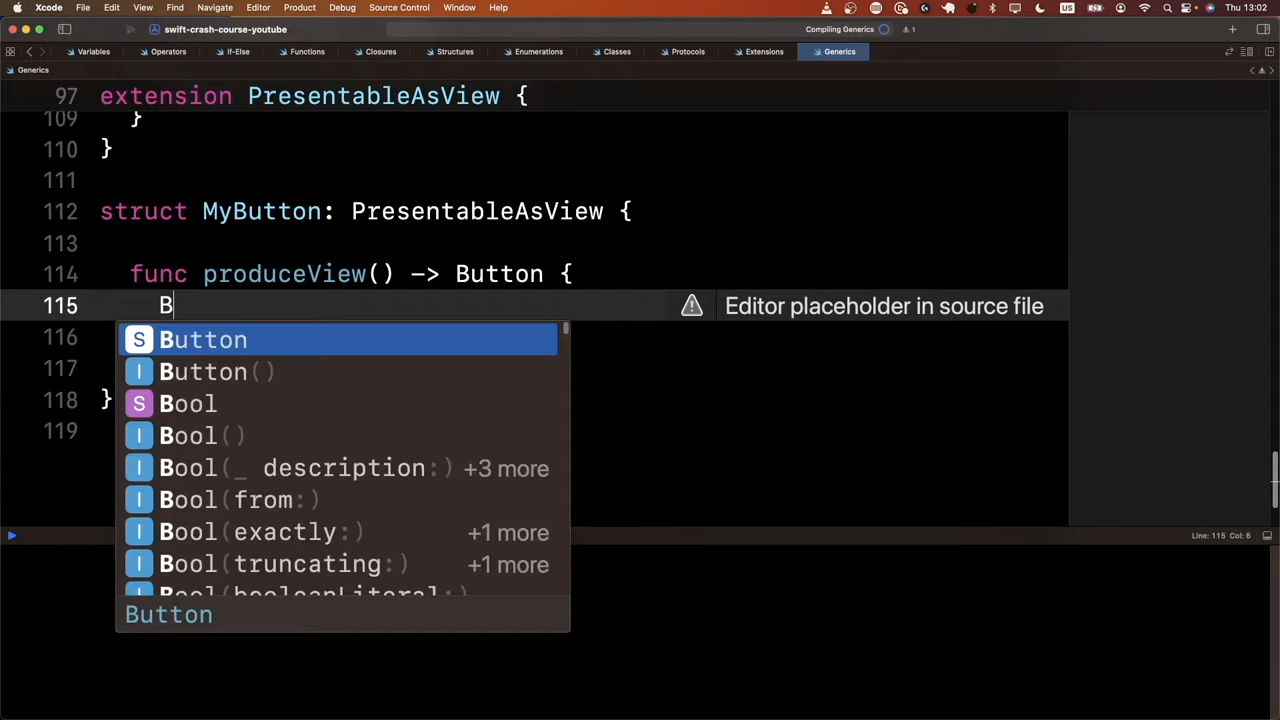 Xcode File Edit View Find Navigate Editor Product Debug Source Control Window Help US Thu 13:02
swift-crash-course-youtube Compiling Generics 1
Variables Operators If-Else Functions Closures Structures Enumerations Classes Protocols Extensions Generics
Generics
97 extension PresentableAsView {
109 }
110 }
111
112 struct MyButton: PresentableAsView {
113
114 func produceView() -> Button {
115 B Editor placeholder in source file
116 Button
117 Button()
118 } Bool
119 Bool()
Bool(_ description:) +3 more
Bool(from:)
Bool(exactly:) +1 more
Line: 115 Col: 6
Bool(truncating:) +1 more
Bool(booleanLiteral:)
Button